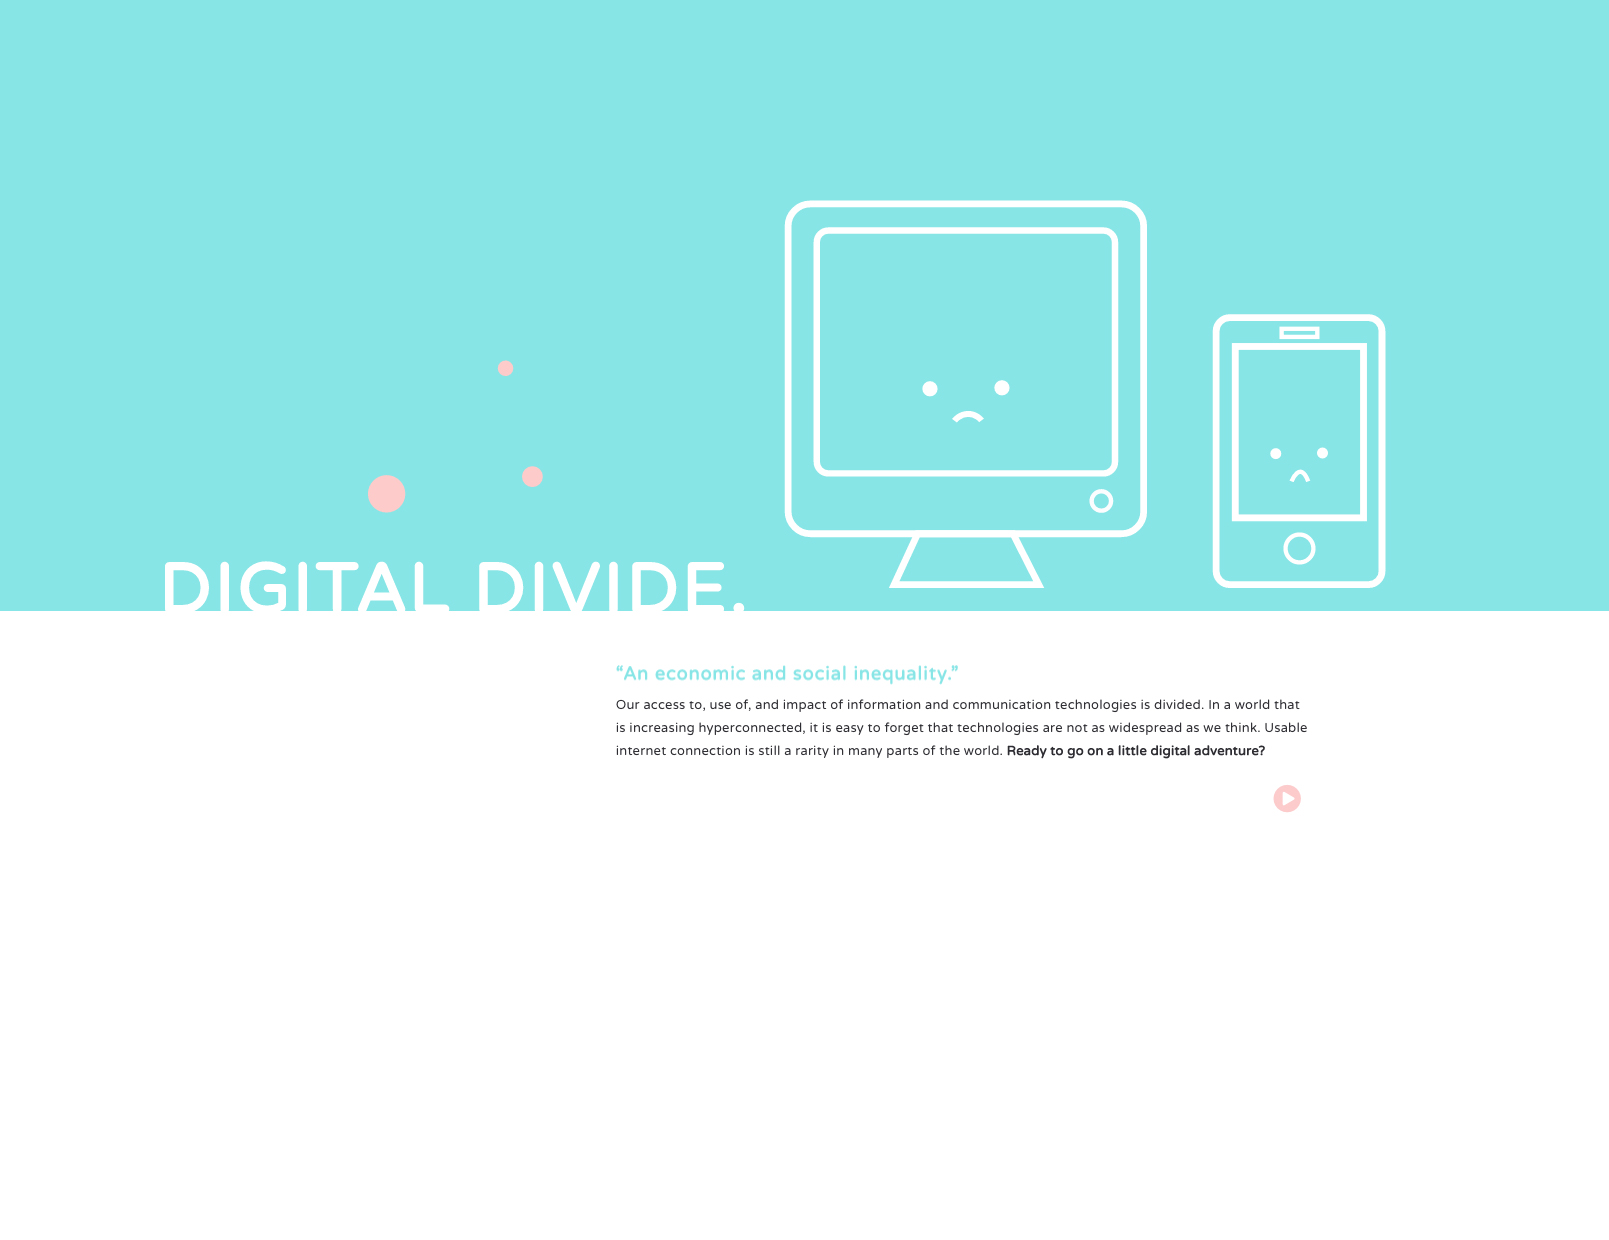 DIGITAL DIVIDE.
“An economic and social inequality.”
Our access to, use of, and impact of information and communication technologies is divided. In a world that
is increasing hyperconnected, it is easy to forget that technologies are not as widespread as we think. Usable
internet connection is still a rarity in many parts of the world. Ready to go on a little digital adventure?